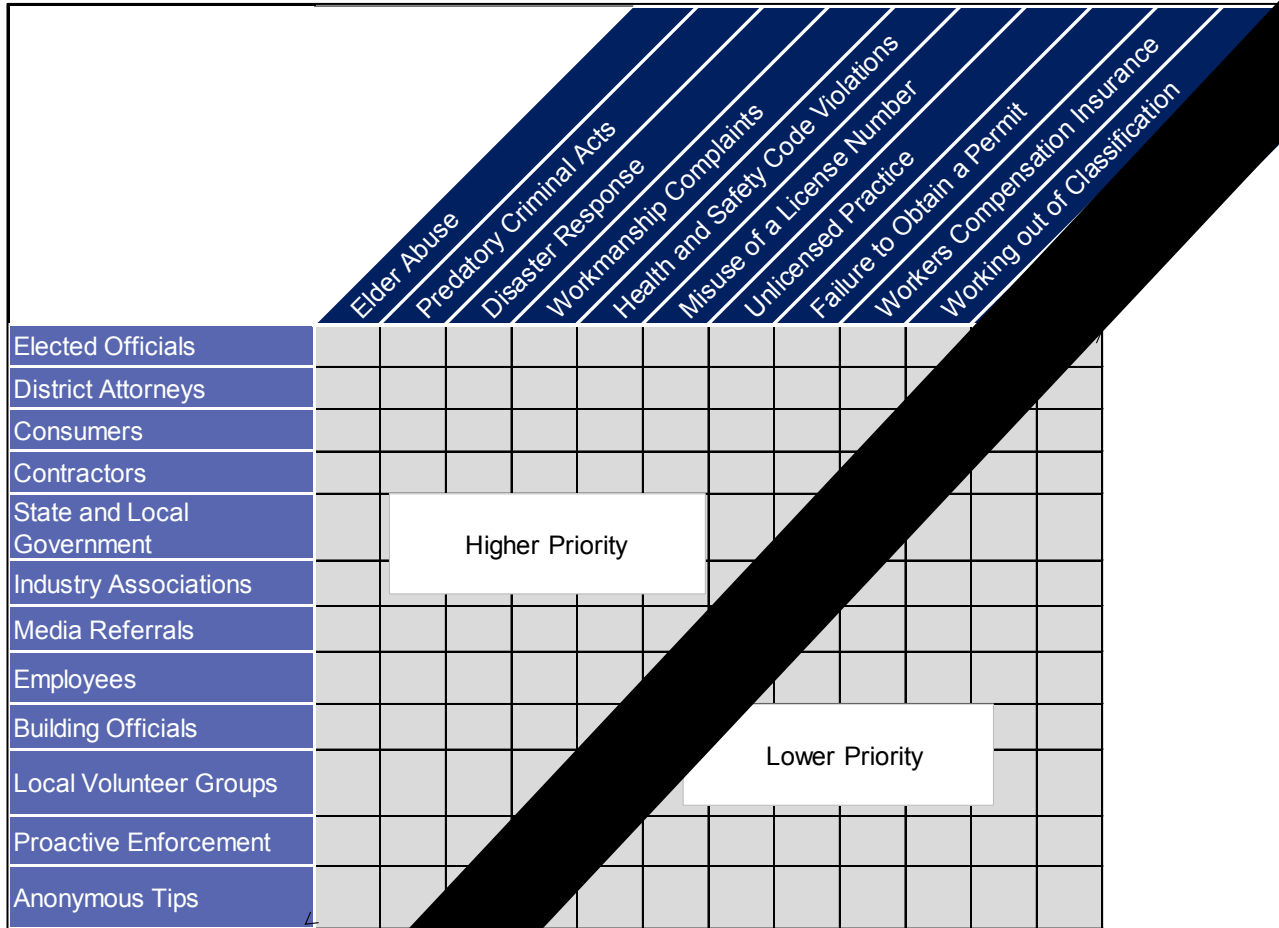 Elder Abuse
Predatory Criminal Acts
Disaster Response
Workmanship Complaints
Health and Safety Code Violations
Misuse of a License Number
Unlicensed Practice
Failure to Obtain a Permit
Workers Compensation Insurance
Working out of Classification
Elected Officials
District Attorneys
Consumers
Contractors
State and Local
Government
Higher Priority
Industry Associations
Media Referrals
Employees
Building Officials
Lower Priority
Local Volunteer Groups
Proactive Enforcement
Anonymous Tips